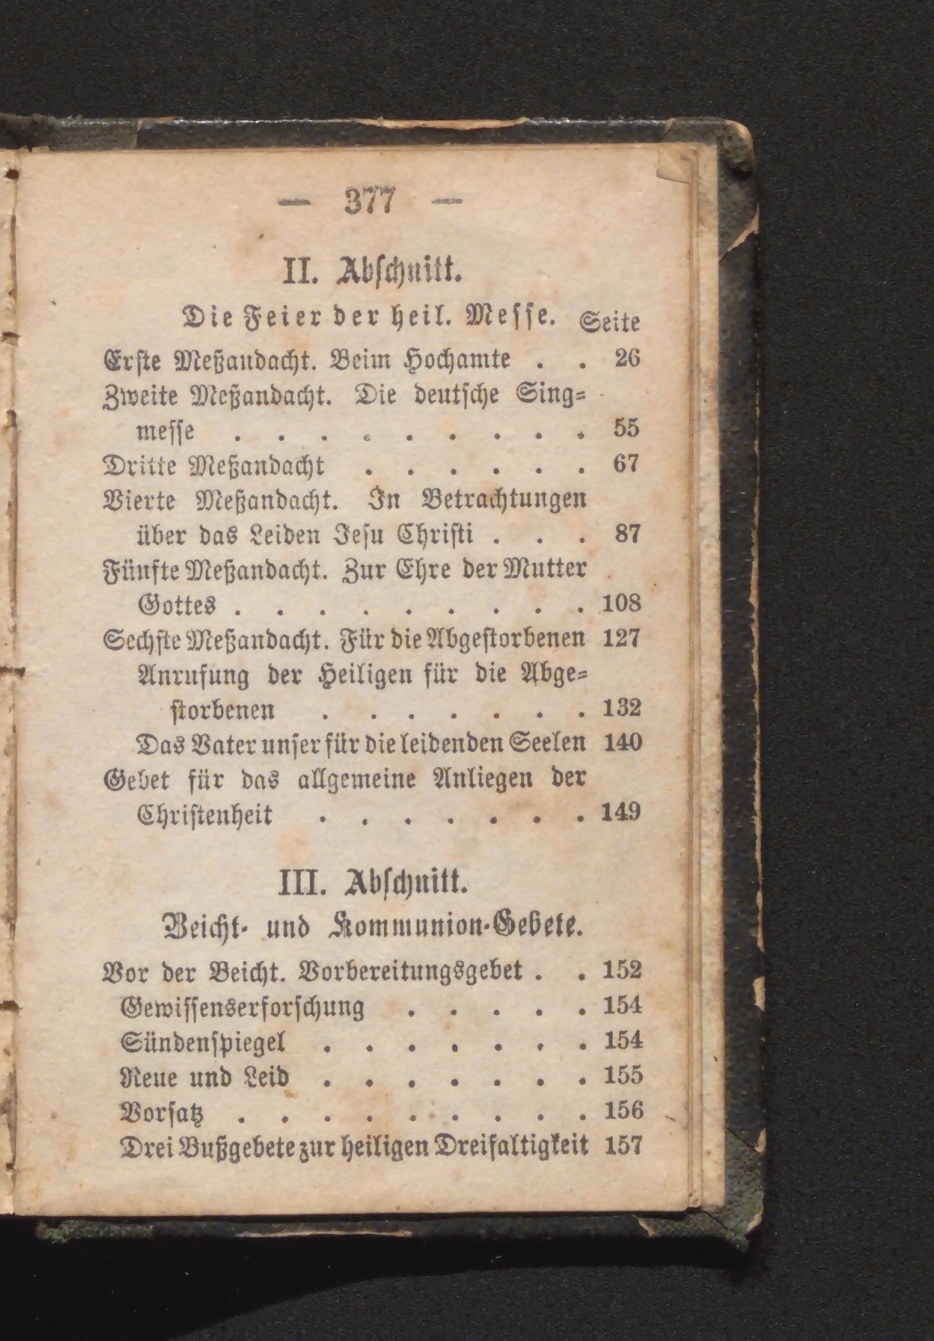 — 377 —
II. Abschnitt.
Die Feier der heil. Messe. Seite
Erste Meßandacht. Beim Hochamte . . 26
Zweite Meßandacht. Die deutsche Sing-
messe . . . . . . . . . 55
Dritte Meßandacht . . . . . . 67
Vierte Meßandacht. In Betrachtungen
über das Leiden Jesu Christi . . . 87
Fünfte Meßandacht. Zur Ehre der Mutter
Gottes . . . . . . . . . 108
Sechste Meßandacht. Für die Abgestorbenen 127
Anrufung der Heiligen für die Abge-
storbenen . . . . . . . 132
Das Vater unser für die leidenden Seelen 140
Gebet für das allgemeine Anliegen der
Christenheit . . . . . . . 149
III. Abschnitt.
Beicht- und Kommunion-Gebete.
Vor der Beicht. Vorbereitungsgebet . . 152
Gewissenserforschung . . . . . 154
Sündenspiegel . . . . . . . 154
Reue und Leid . . . . . . . 155
Vorsatz . . . . . . . . . 156
Drei Bußgebete zur heiligen Dreifaltigkeit 157